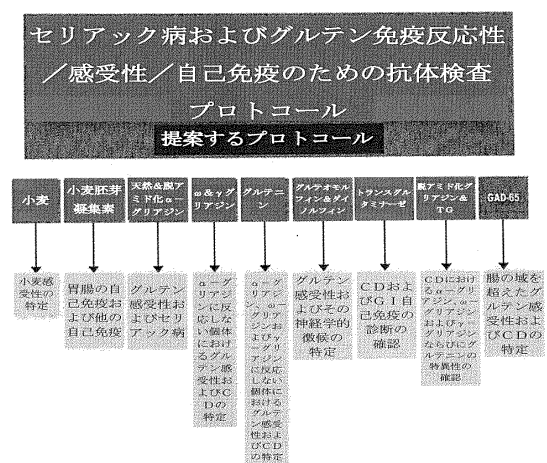 セリアック病およびグルテン免疫反応性
／感受性／自己免疫のための抗体検査
プロトコール
提案するプロトコール
小麦
小麦胚芽
凝集素
天然&脱ア
ミド化α－
グリアジン
ω&γグ
リアジン
グルテニ
ン
グルテオモル
フィン&ダイ
ノルフィン
トランスグル
タミナーゼ
脱アミド化グ
リアジン&
TG
GAD-65
小麦感
受性の
特定
胃腸の自
己免疫お
よび他の
自己免疫
グルテン
感受性お
よびセリ
アック病
α－グ
リアジ
ンに反
応しな
い個体
におけ
るグル
テン感
受性お
よびC
Dの特
定
α－グ
リアジ
ン、ω－
グリアジ
ンおよ
びγ－グ
リアジン
に反応
しない
個体に
おける
グルテン
感受性
および
CDの
特定
グルテン
感受性お
よびその
神経学的
徴候の
特定
CDおよ
びGI自
己免疫の
診断の
確認
CDにおけ
るα－グリ
アジン、ω－
グリアジン
およびγ－
グリアジン
ならびにグ
ルテニンの
特異性の
確認
腸の域を
超えたグ
ルテン感
受性およ
びCDの
特定